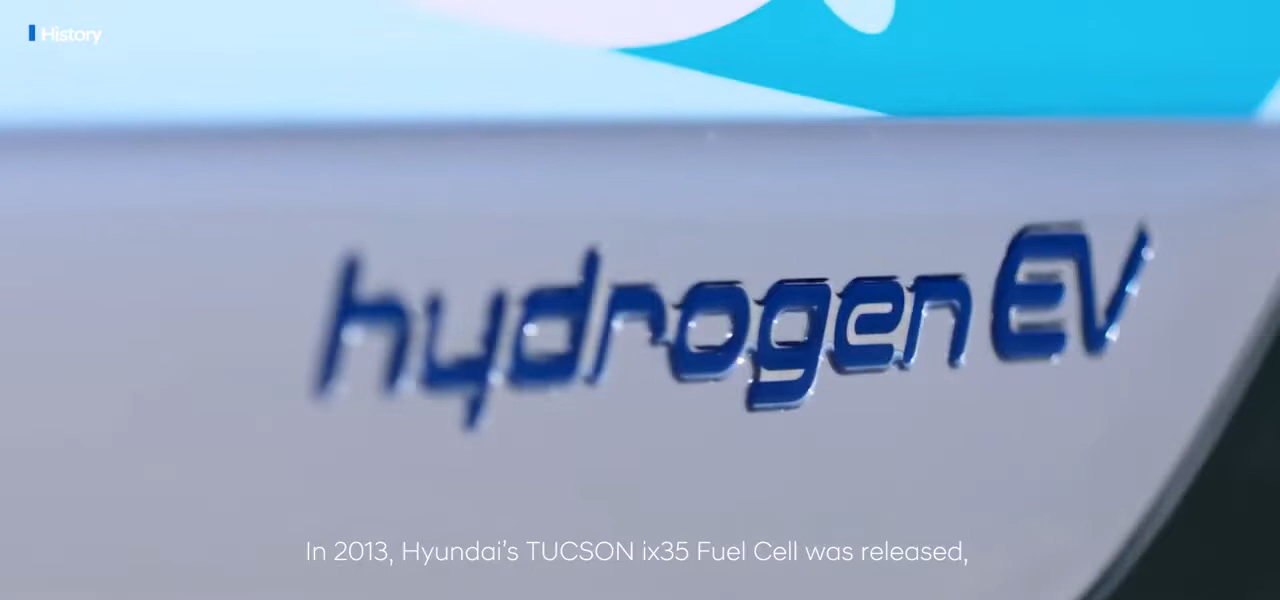 History
hydrogen EV
In 2013, Hyundai's TUCSON ix35 Fuel Cell was released,